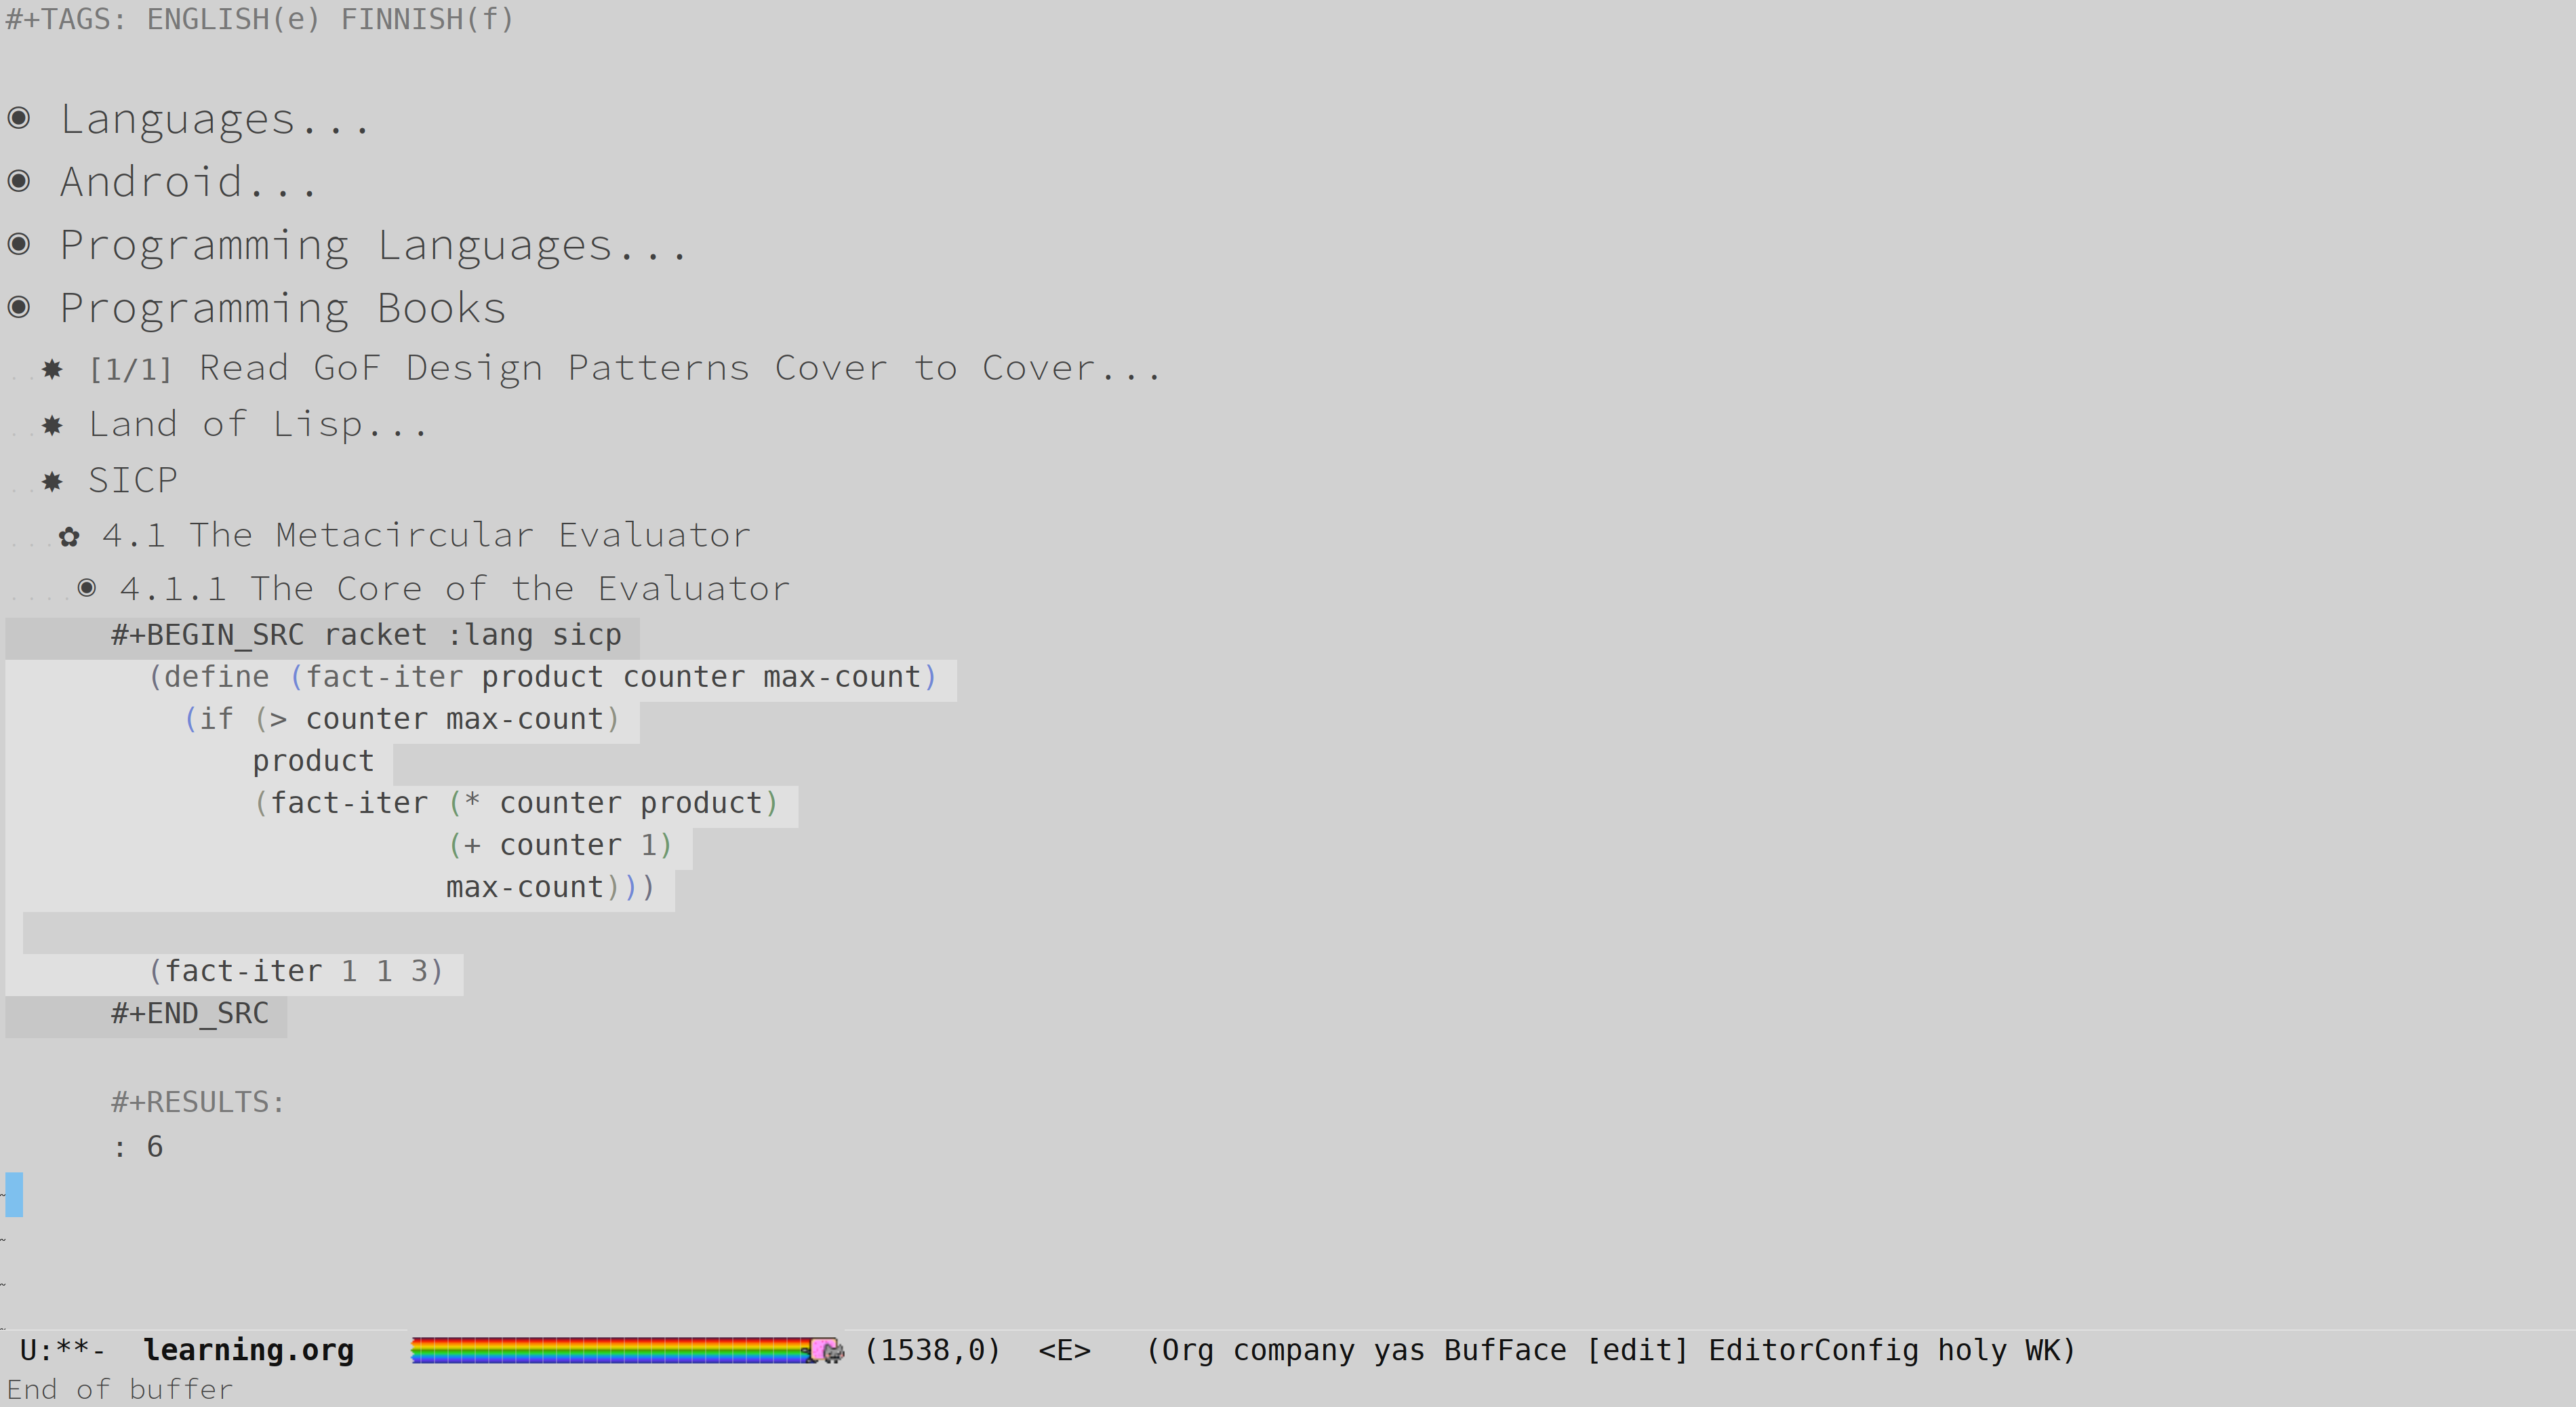 #+TAGS: ENGLISH(e) FINNISH(f)
◉ Languages...
◉ Android...
◉ Programming Languages...
◉ Programming Books
..✸ [1/1] Read GoF Design Patterns Cover to Cover...
..✸ Land of Lisp...
..✸ SICP
...✿ 4.1 The Metacircular Evaluator
....◉ 4.1.1 The Core of the Evaluator
#+BEGIN_SRC racket :lang sicp
(define (fact-iter product counter max-count)
(if (> counter max-count)
product
(fact-iter (* counter product)
(+ counter 1)
max-count)))
(fact-iter 1 1 3)
#+END_SRC
#+RESULTS:
: 6
~
~
~
~
U:**- learning.org (1538,0) <E> (Org company yas BufFace [edit] EditorConfig holy WK)
End of buffer